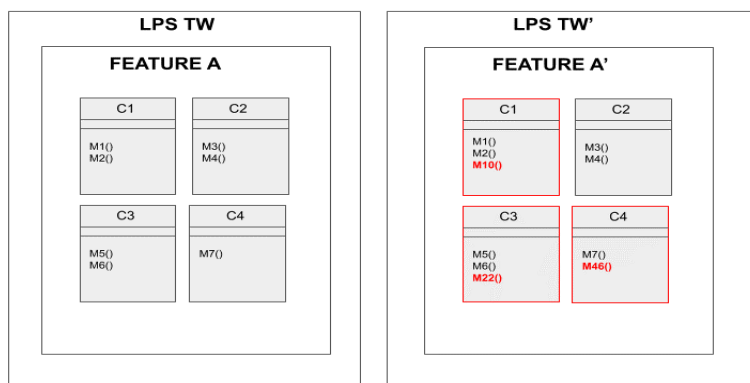 LPS TW
FEATURE A
C1
M1()
M2()
C2
M3()
M4()
C3
M5()
M6()
C4
M7()
LPS TW'
FEATURE A'
C1
M1()
M2()
M10()
C2
M3()
M4()
C3
M5()
M6()
M22()
C4
M7()
M46()